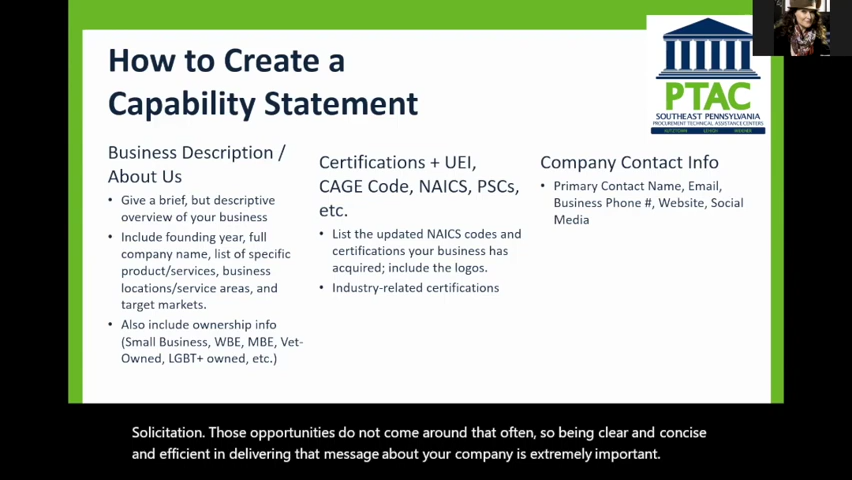 How to Create a
Capability Statement
PTAC
SOUTHEAST PENNSYLVANIA
PROCUREMENT TECHNICAL ASSISTANCE CENTERS
KUTZTOWN LEHIGH WIDENER
Business Description /
About Us
• Give a brief, but descriptive
overview of your business
• Include founding year, full
company name, list of specific
product/services, business
locations/service areas, and
target markets.
• Also include ownership info
(Small Business, WBE, MBE, Vet-
Owned, LGBT+ owned, etc.)
Certifications + UEI,
CAGE Code, NAICS, PSCs,
etc.
• List the updated NAICS codes and
certifications your business has
acquired; include the logos.
• Industry-related certifications
Company Contact Info
• Primary Contact Name, Email,
Business Phone #, Website, Social
Media
Solicitation. Those opportunities do not come around that often, so being clear and concise
and efficient in delivering that message about your company is extremely important.